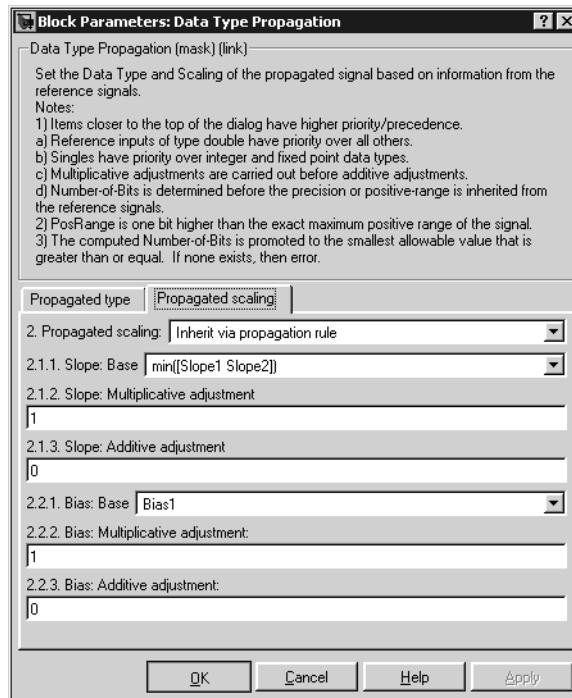 Block Parameters: Data Type Propagation
Data Type Propagation (mask) (link)
Set the Data Type and Scaling of the propagated signal based on information from the
reference signals.
Notes:
1) Items closer to the top of the dialog have higher priority/precedence.
a) Reference inputs of type double have priority over all others.
b) Singles have priority over integer and fixed point data types.
c) Multiplicative adjustments are carried out before additive adjustments.
d) Number-of-Bits is determined before the precision or positive-range is inherited from
the reference signals.
2) PosRange is one bit higher than the exact maximum positive range of the signal.
3) The computed Number-of-Bits is promoted to the smallest allowable value that is
greater than or equal.  If none exists, then error.
Propagated type Propagated scaling
2. Propagated scaling: Inherit via propagation rule
2.1.1. Slope: Base min([Slope1 Slope2])
2.1.2. Slope: Multiplicative adjustment
1
2.1.3. Slope: Additive adjustment
0
2.2.1. Bias: Base Bias1
2.2.2. Bias: Multiplicative adjustment:
1
2.2.3. Bias: Additive adjustment:
0
OK Cancel Help Apply